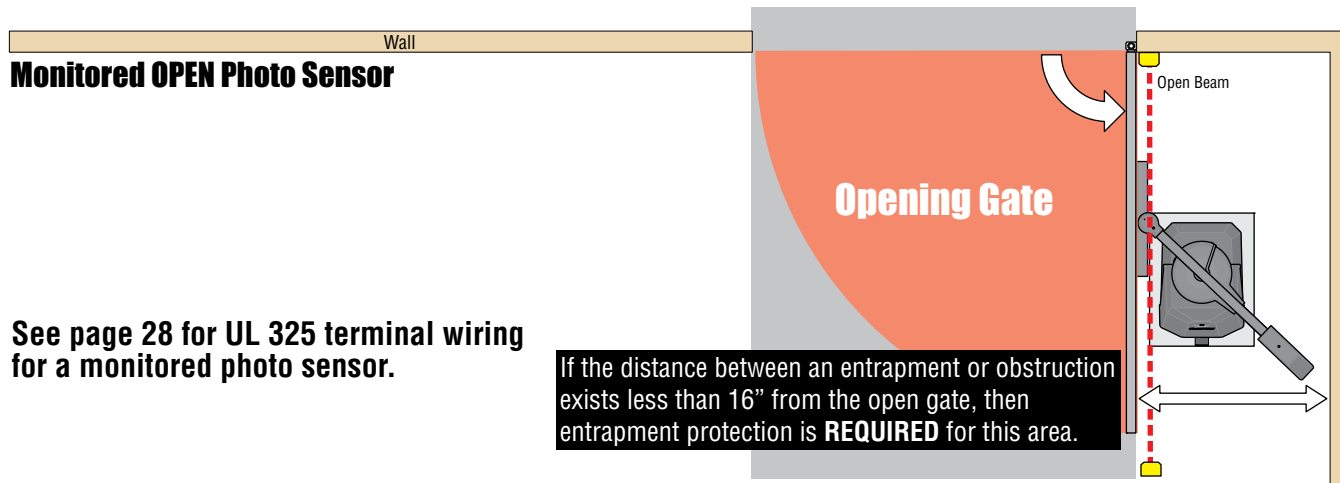 Wall
Monitored OPEN Photo Sensor
Open Beam
Opening Gate
See page 28 for UL 325 terminal wiring
for a monitored photo sensor.
If the distance between an entrapment or obstruction
exists less than 16” from the open gate, then
entrapment protection is REQUIRED for this area.